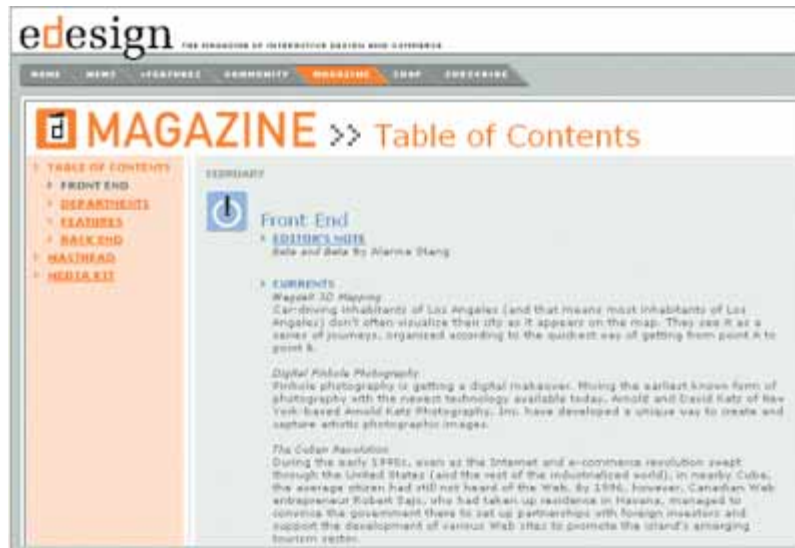 edesign THE MAGAZINE OF INTERACTIVE DESIGN AND COMMERCE
HOME NEWS +FEATURES COMMUNITY MAGAZINE SHOP SUBSCRIBE
d MAGAZINE >> Table of Contents
TABLE OF CONTENTS
FRONT END
DEPARTMENTS
FEATURES
BACK END
MASTHEAD
MEDIA KIT
FEBRUARY
Front End
EDITOR'S NOTE
Beta and Beta By Stang
CURRENTS
3D Mapping
Car-driving inhabitants of Los Angeles (and that means most inhabitants of Los
Angeles) don't often visualize their city as it appears on the map. They see it as a
series of journeys, organized according to the quickest way of getting from point A to
point B.
Digital Pinhole Photography
Pinhole photography is getting a digital makeover. Mixing the earliest known form of
photography with the newest technology available today, Arnold and David Katz of New
York-based Arnold Katz Photography, Inc. have developed a unique way to create and
capture artistic photographic images.
The Cuban Revolution
During the early 1990s, even as the Internet and e-commerce revolution swept
through the United States (and the rest of the industrialized world), in nearby Cuba,
the average citizen had still not heard of the Web. By 1996, however, Canadian Web
entrepreneur Robert Sajo, who had taken up residence in Havana, managed to
convince the government there to set up partnerships with foreign investors and
support the development of various Web sites to promote the island's emerging
tourism sector.